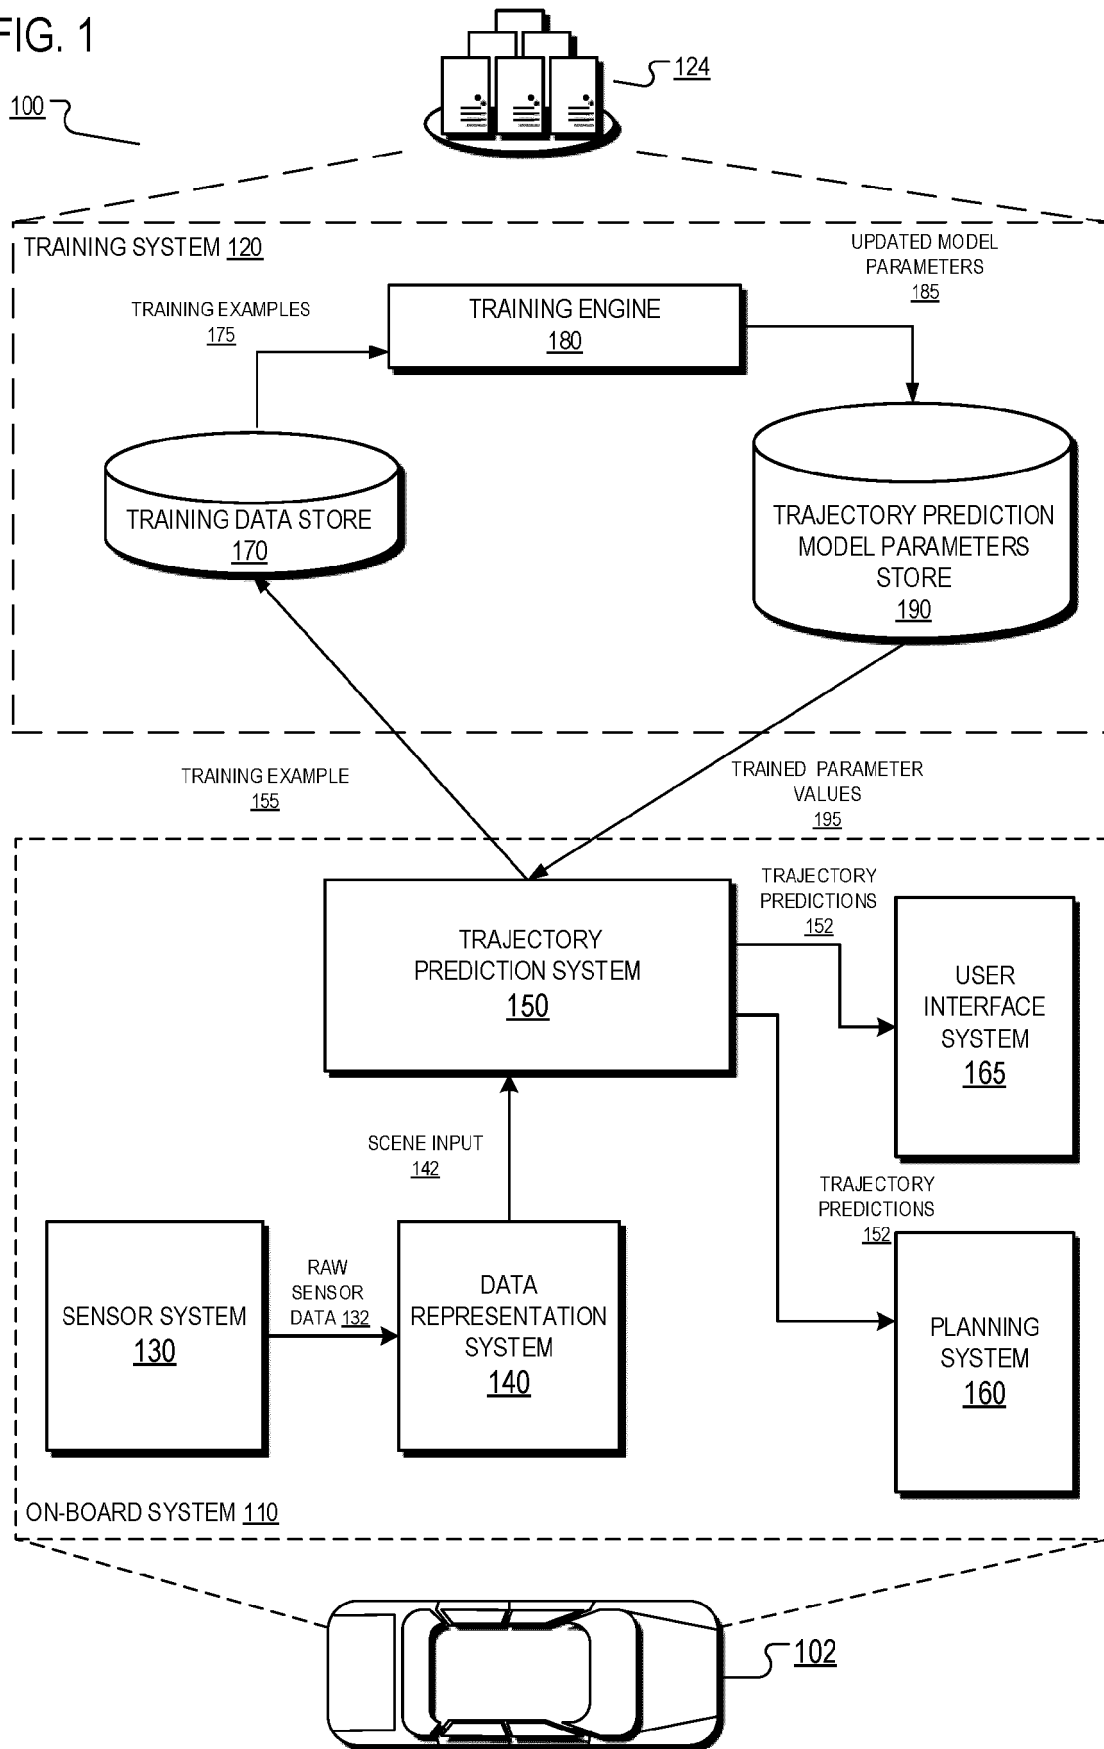 FIG. 1
124
100
TRAINING SYSTEM 120
UPDATED MODEL
PARAMETERS
185
TRAINING EXAMPLES
175
TRAINING ENGINE
180
TRAINING DATA STORE
170
TRAJECTORY PREDICTION
MODEL PARAMETERS
STORE
190
TRAINING EXAMPLE
155
TRAINED PARAMETER
VALUES
195
TRAJECTORY
PREDICTION SYSTEM
150
TRAJECTORY
PREDICTIONS
152
USER
INTERFACE
SYSTEM
165
SCENE INPUT
142
TRAJECTORY
PREDICTIONS
152
SENSOR SYSTEM
130
RAW
SENSOR
DATA 132
DATA
REPRESENTATION
SYSTEM
140
PLANNING
SYSTEM
160
ON-BOARD SYSTEM 110
102